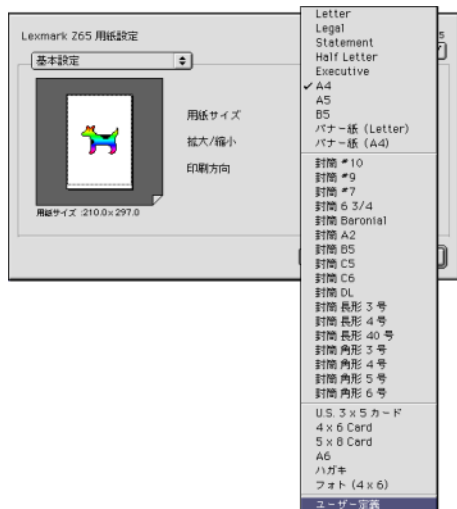 Lexmark Z65 用紙設定
5
基本設定
用紙サイズ
拡大/縮小
印刷方向
用紙サイズ :210.0x297.0
Letter
Legal
Statement
Half Letter
Executive
✓A4
A5
B5
バナー紙 (Letter)
バナー紙 (A4)
封筒 #10
封筒 #9
封筒 #7
封筒 6 3/4
封筒 Baronial
封筒 A2
封筒 B5
封筒 C5
封筒 C6
封筒 DL
封筒 長形 3 号
封筒 長形 4 号
封筒 長形 40 号
封筒 角形 3 号
封筒 角形 4 号
封筒 角形 5 号
封筒 角形 6 号
U.S. 3 x 5 カード
4 x 6 Card
5 x 8 Card
A6
ハガキ
フォト (4 x 6)
ユーザー定義